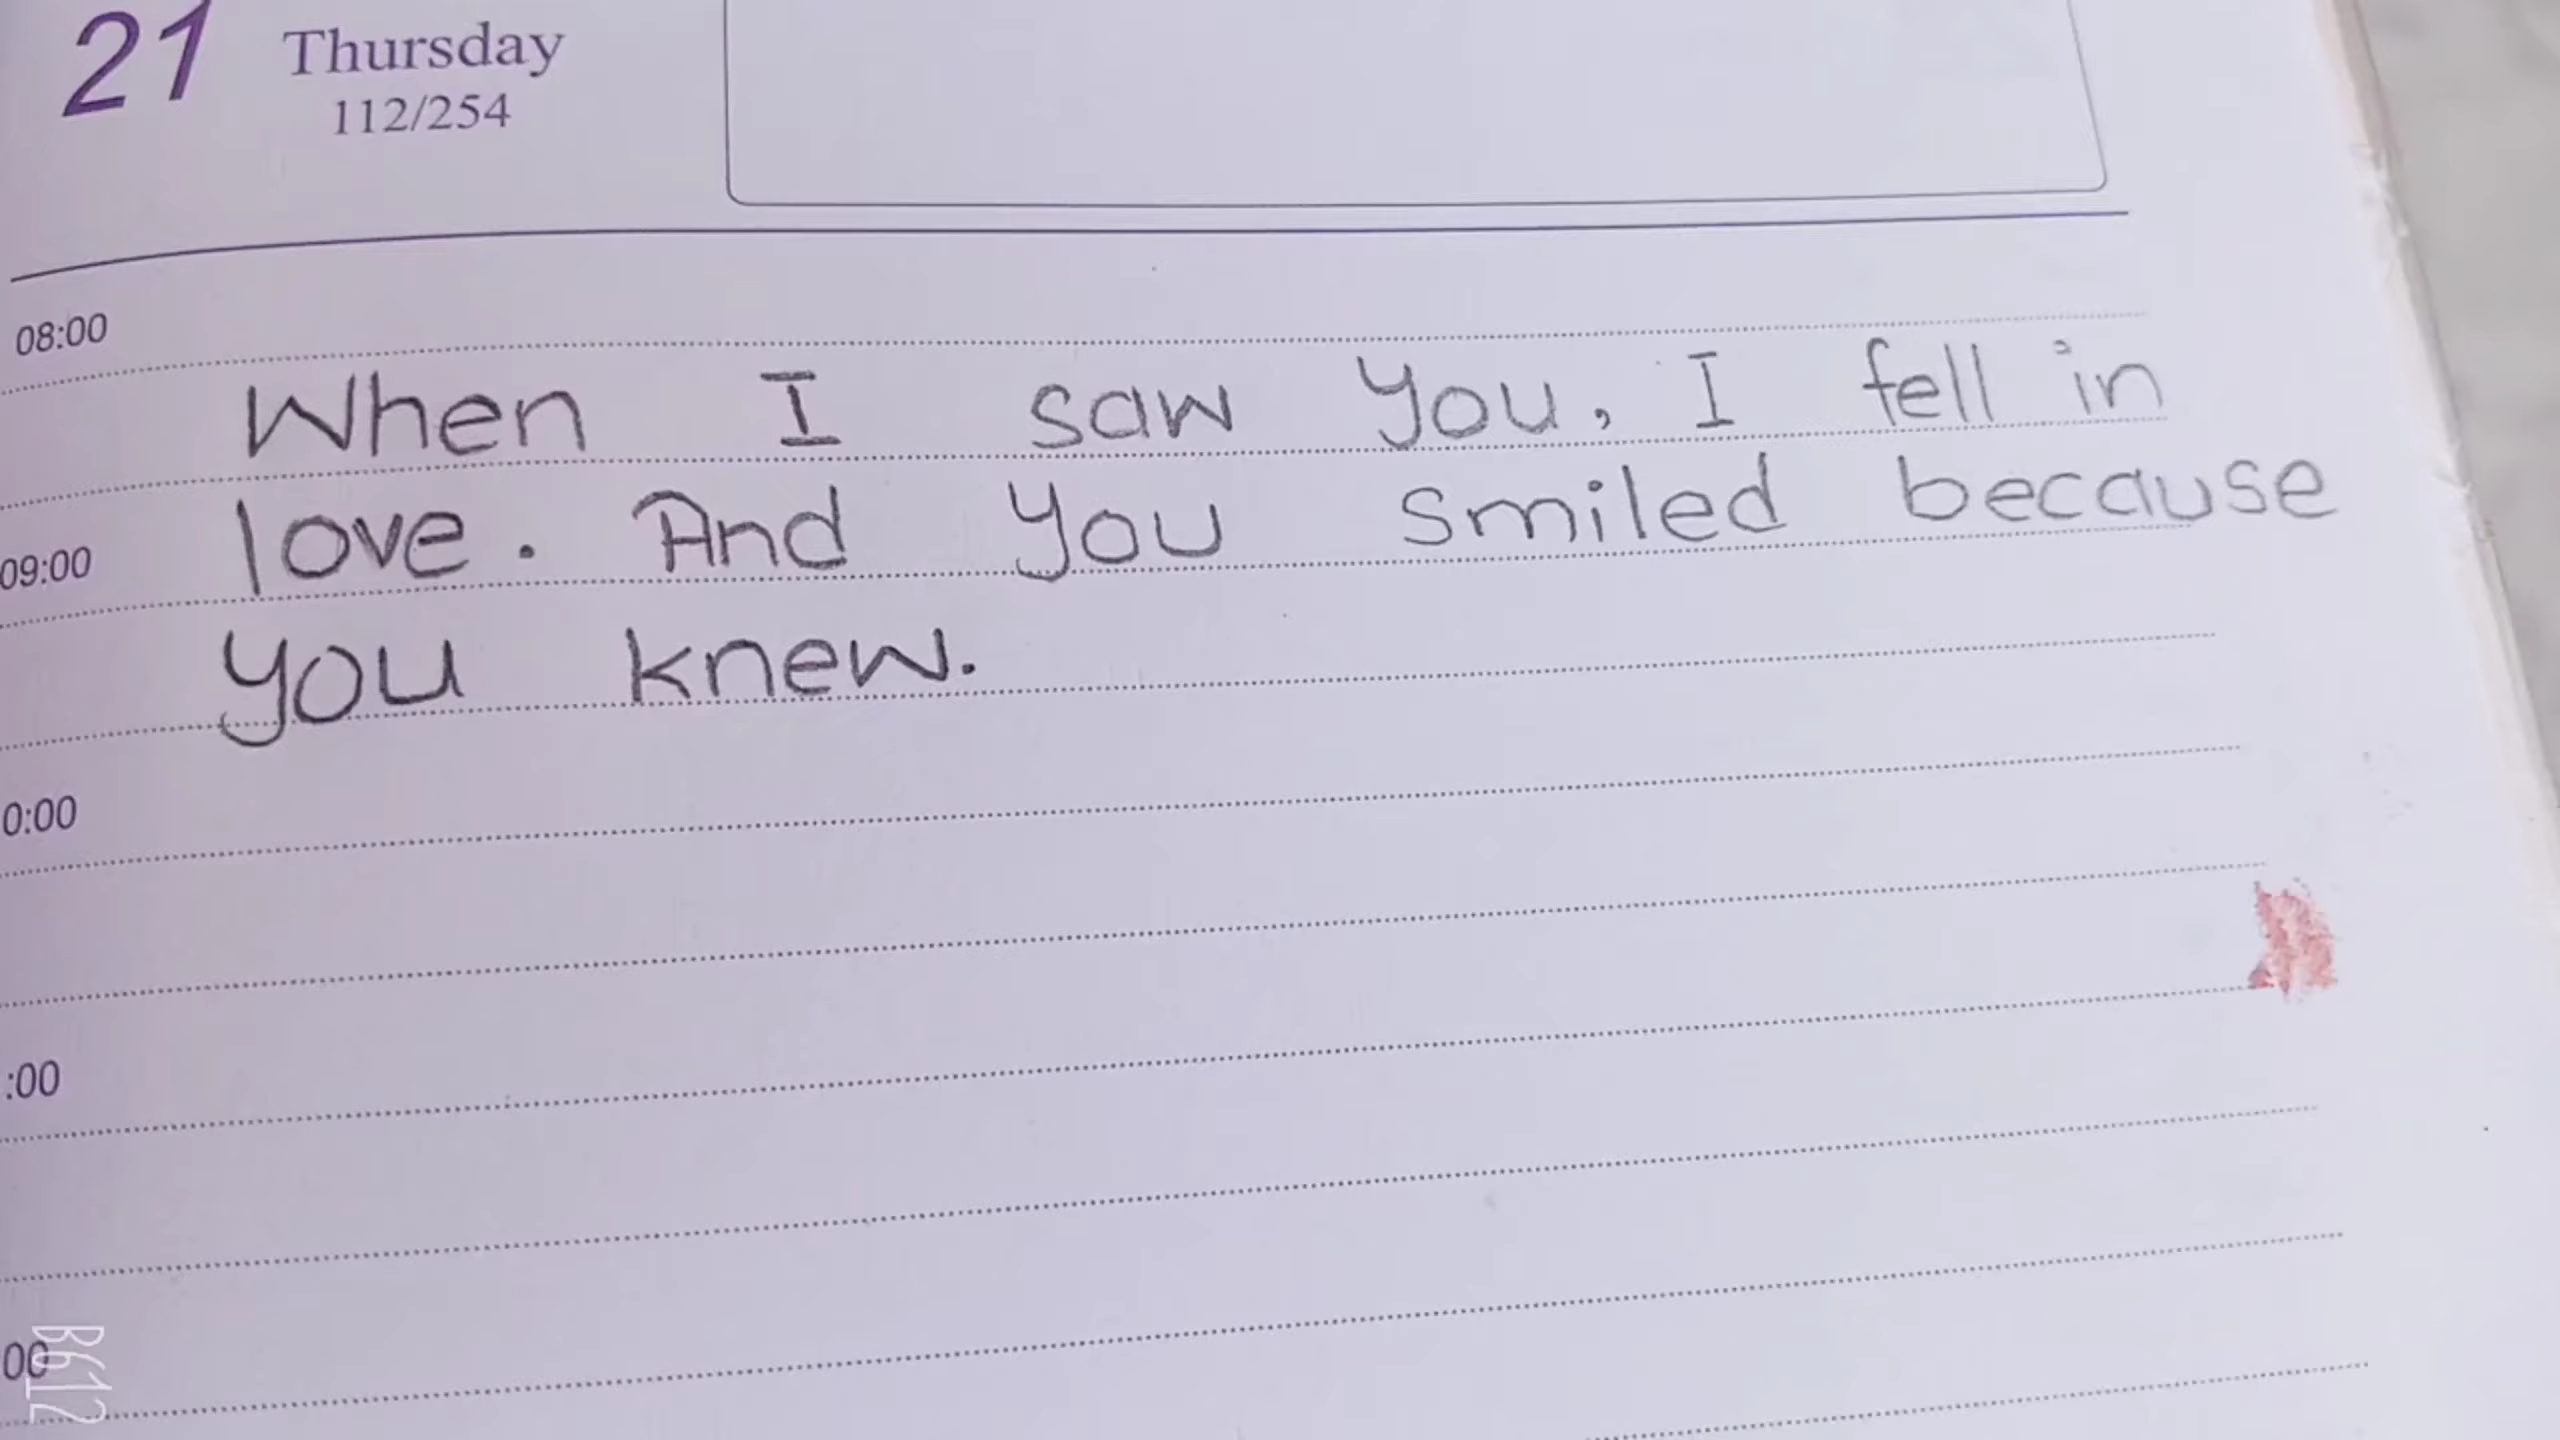 21 Thursday
112/254
08:00
When I saw you, I fell in
09:00 love. And you smiled because
you knew.
0:00
:00
00
B612